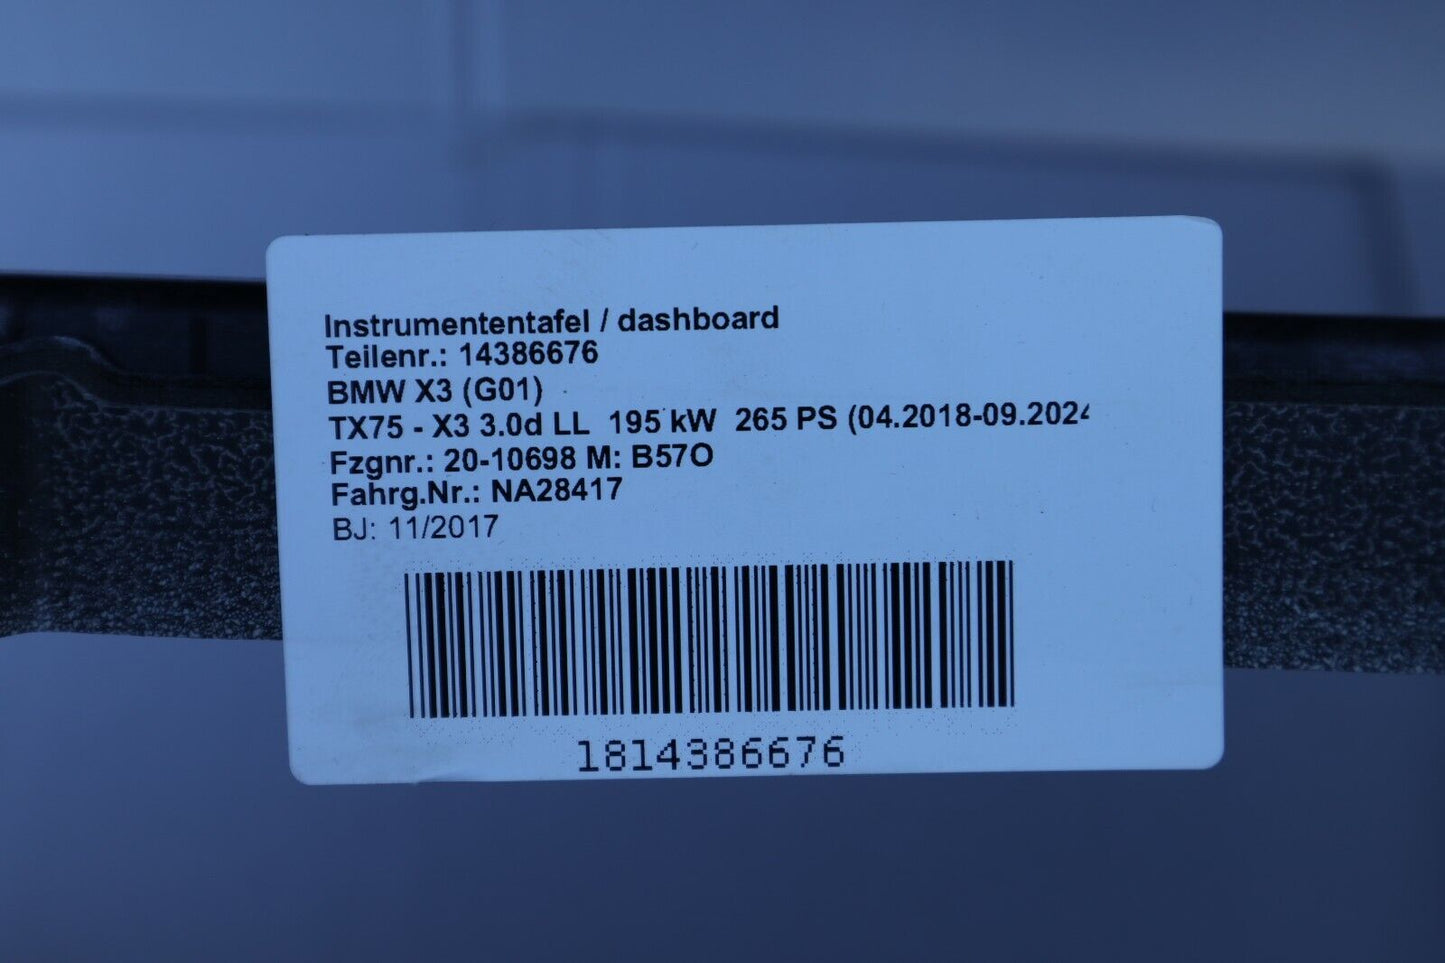 Instrumententafel / dashboard
Teilenr.: 14386676
BMW X3 (G01)
TX75 - X3 3.0d LL  195 kW  265 PS (04.2018-09.2024
Fzgnr.: 20-10698 M: B57O
Fahrg.Nr.: NA28417
BJ: 11/2017
1814386676